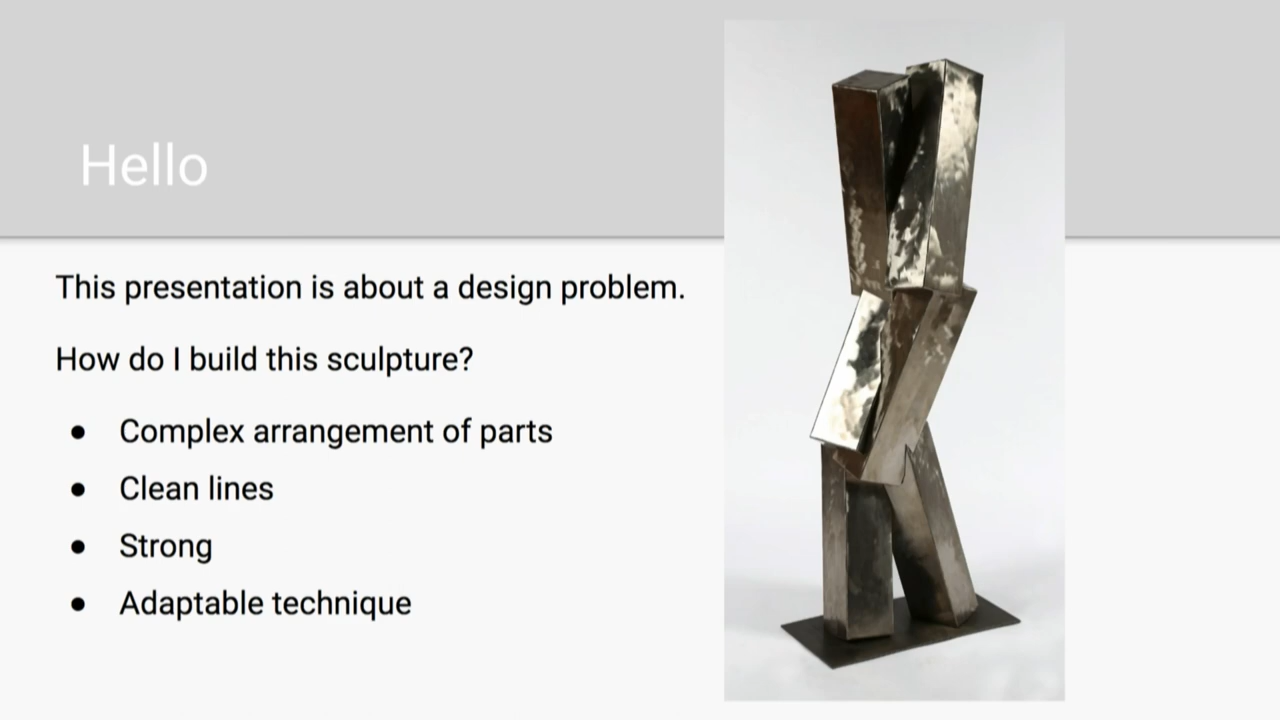 Hello
This presentation is about a design problem.
How do I build this sculpture?
● Complex arrangement of parts
● Clean lines
● Strong
● Adaptable technique